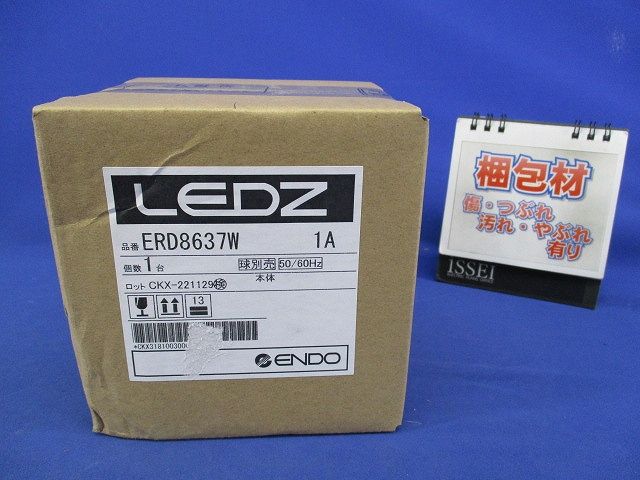 LEDZ
品番 ERD8637W 1A
個数 1 台 球別売 50/60Hz
ロット CKX-221129 検 本体
13
ENDO
梱包材
傷・つぶれ
汚れ・やぶれ
有り
ISSEI